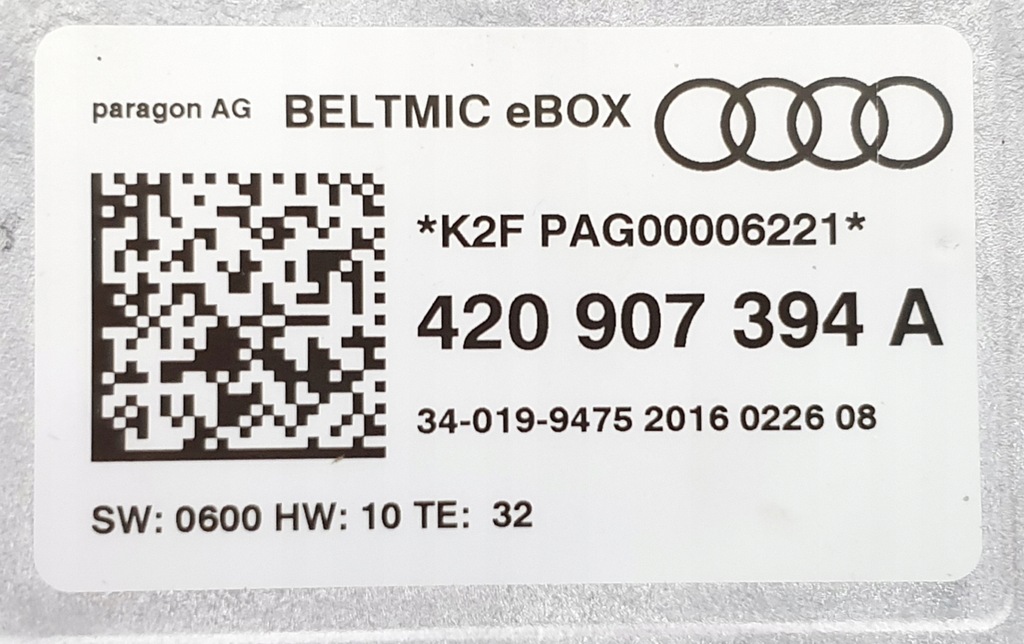 paragon AG BELTMIC eBOX
*K2F PAG00006221*
420 907 394 A
34-019-9475 2016 0226 08
SW: 0600 HW: 10 TE: 32